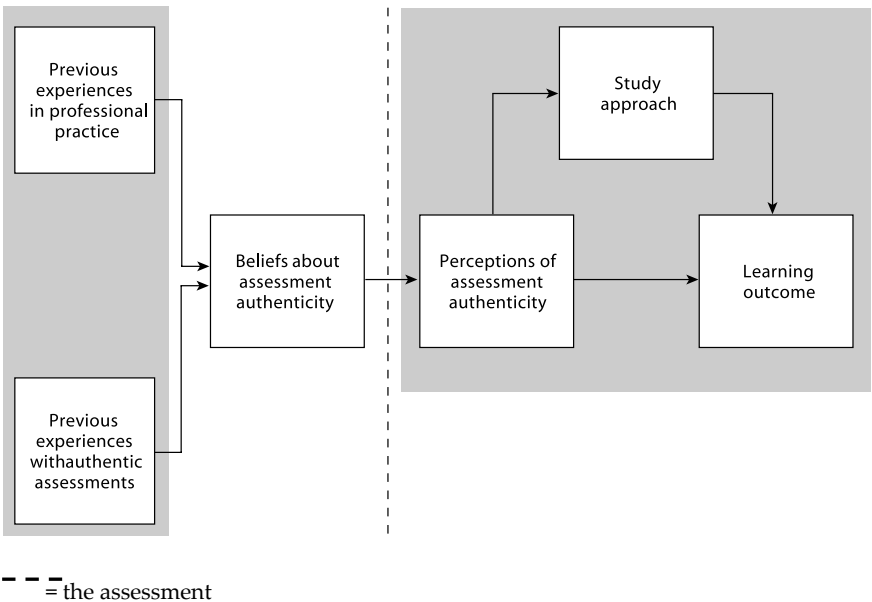 Previous
experiences
in professional
practice
Study
approach
Beliefs about
assessment
authenticity
Perceptions of
assessment
authenticity
Learning
outcome
Previous
experiences
withauthentic
assessments
= the assessment